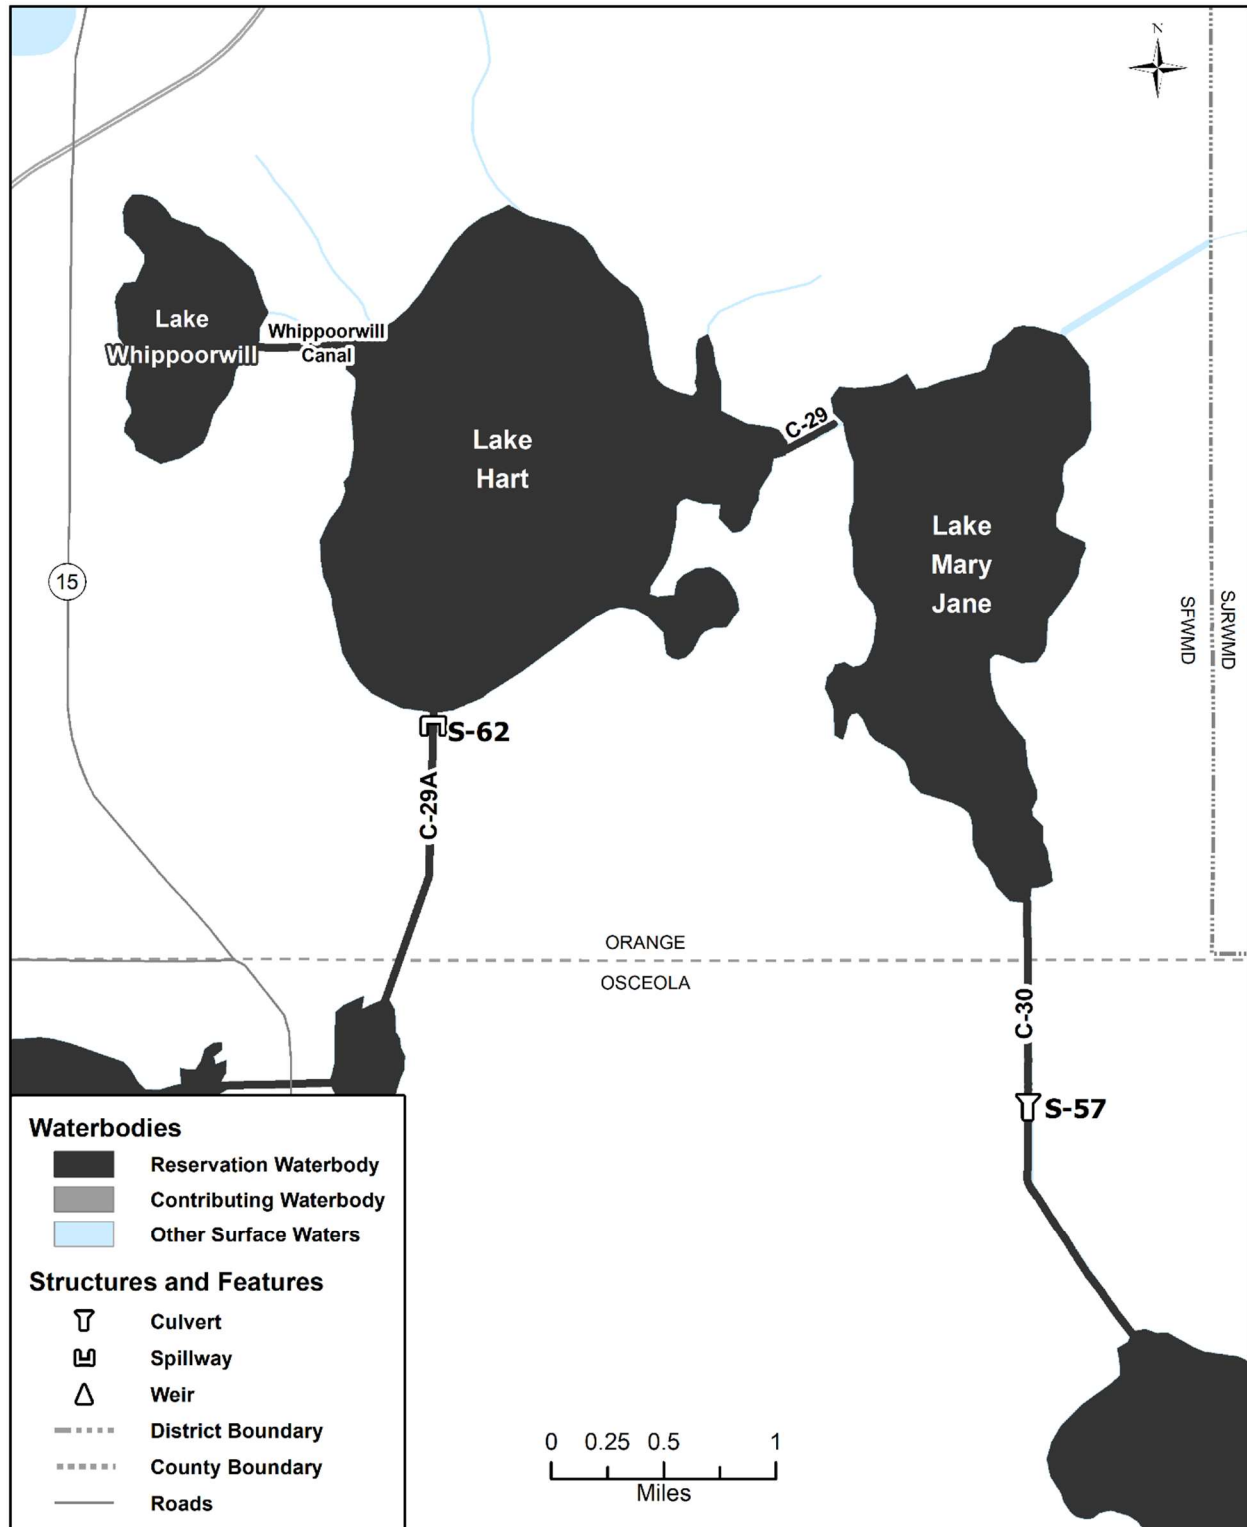 N
Lake
Whippoorwill
Whippoorwill
Canal
Lake
Hart
C-29
Lake
Mary
Jane
15
SFWMD
SJRWMD
S-62
C-29A
ORANGE
OSCEOLA
C-30
S-57
Waterbodies
Reservation Waterbody
Contributing Waterbody
Other Surface Waters
Structures and Features
Culvert
Spillway
Weir
District Boundary
County Boundary
Roads
0 0.25 0.5 1
Miles